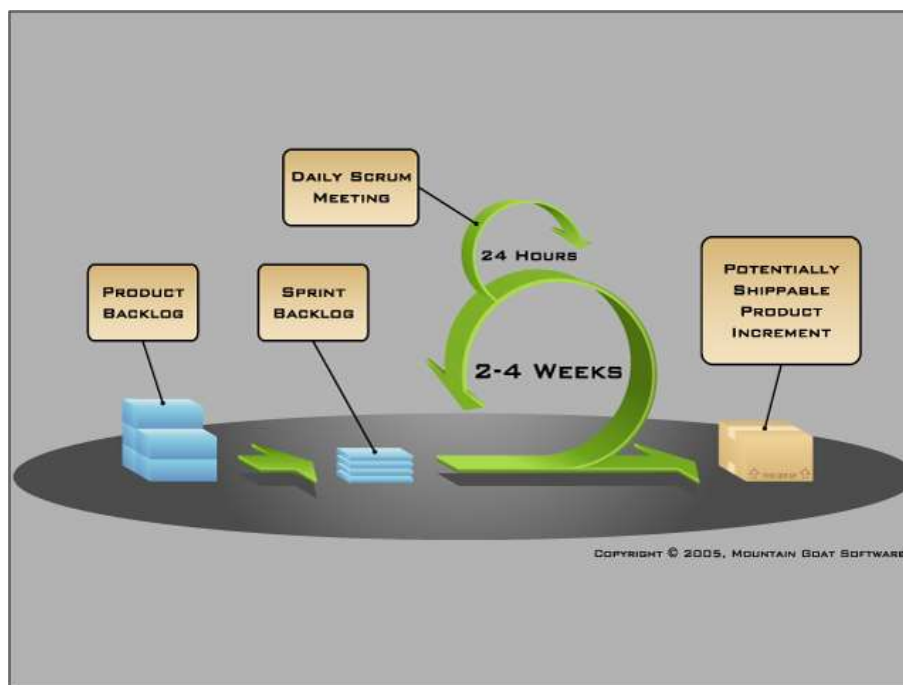 DAILY SCRUM
MEETING
24 HOURS
PRODUCT
BACKLOG
SPRINT
BACKLOG
POTENTIALLY
SHIPPABLE
PRODUCT
INCREMENT
2-4 WEEKS
COPYRIGHT © 2005, MOUNTAIN GOAT SOFTWARE